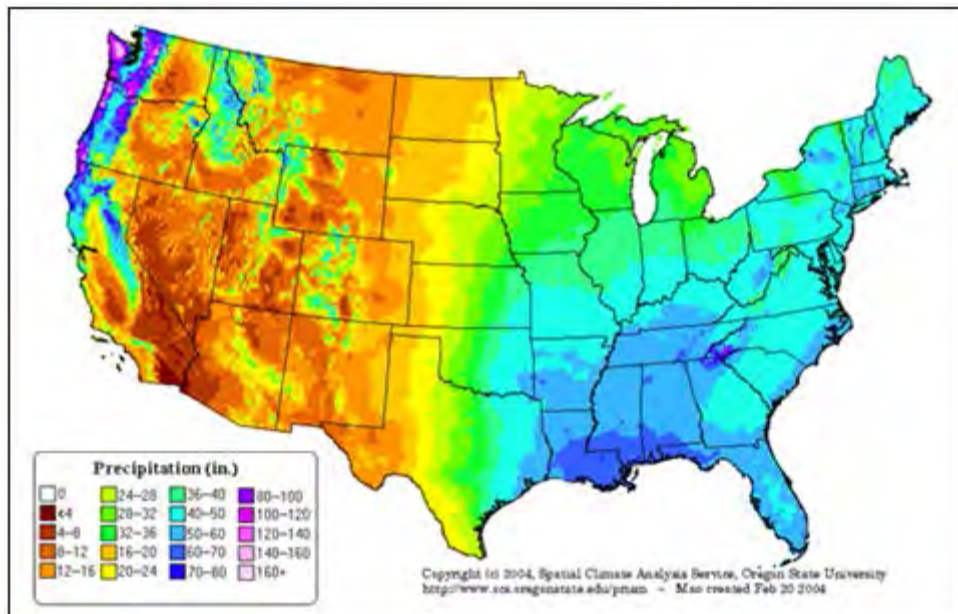 Precipitation (in.)
0 24-28 36-40 80-100
<4 28-32 40-50 100-120
4-8 32-36 50-60 120-140
8-12 16-20 60-70 140-160
12-16 20-24 70-80 160+
Copyright (c) 2004, Spatial Climate Analysis Service, Oregon State University
http://www.ocs.oregonstate.edu/prism - Map created Feb 20 2004